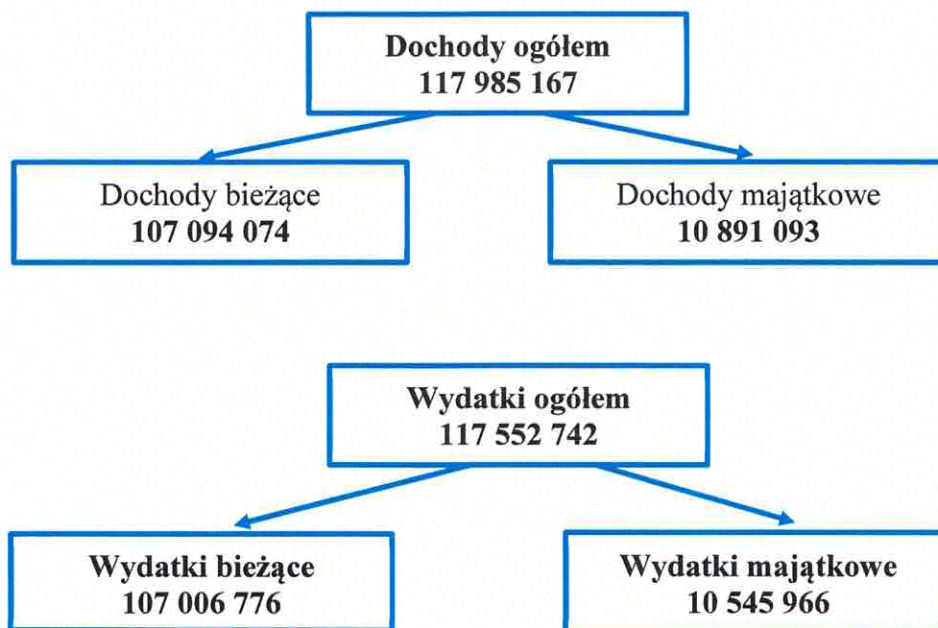 Dochody ogółem
117 985 167
Dochody bieżące
107 094 074
Dochody majątkowe
10 891 093
Wydatki ogółem
117 552 742
Wydatki bieżące
107 006 776
Wydatki majątkowe
10 545 966